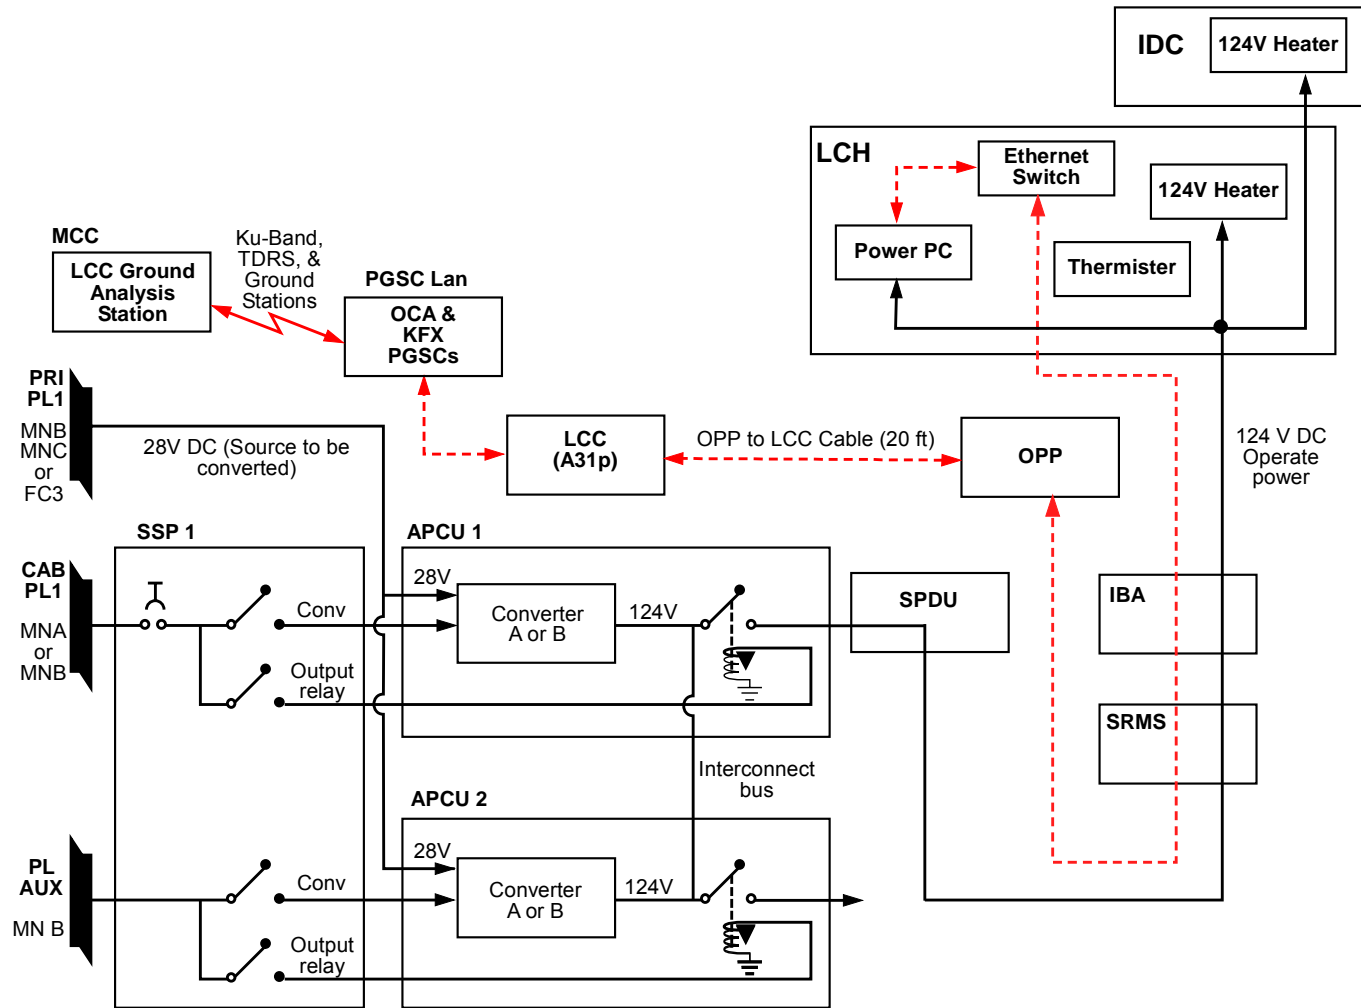 IDC
124V Heater
LCH
Ethernet
Switch
124V Heater
Power PC
Thermister
MCC
LCC Ground
Analysis
Station
Ku-Band,
TDRS, &
Ground
Stations
PGSC Lan
OCA &
KFX
PGSCs
PRI
PL1
MNB
MNC
or
FC3
28V DC (Source to be
converted)
LCC
(A31p)
OPP to LCC Cable (20 ft)
OPP
124 V DC
Operate
power
SSP 1
APCU 1
CAB
PL1
MNA
or
MNB
Conv
Output
relay
28V
Converter
A or B
124V
SPDU
IBA
SRMS
Interconnect
bus
APCU 2
PL
AUX
MN B
Conv
Output
relay
28V
Converter
A or B
124V